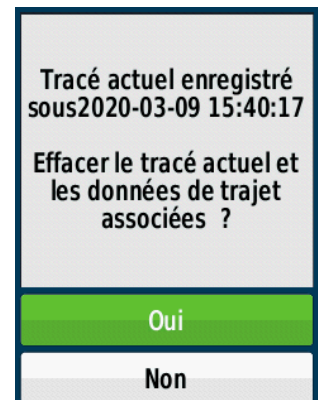 Tracé actuel enregistré
sous2020-03-09 15:40:17
Effacer le tracé actuel et
les données de trajet
associées  ?
Oui
Non